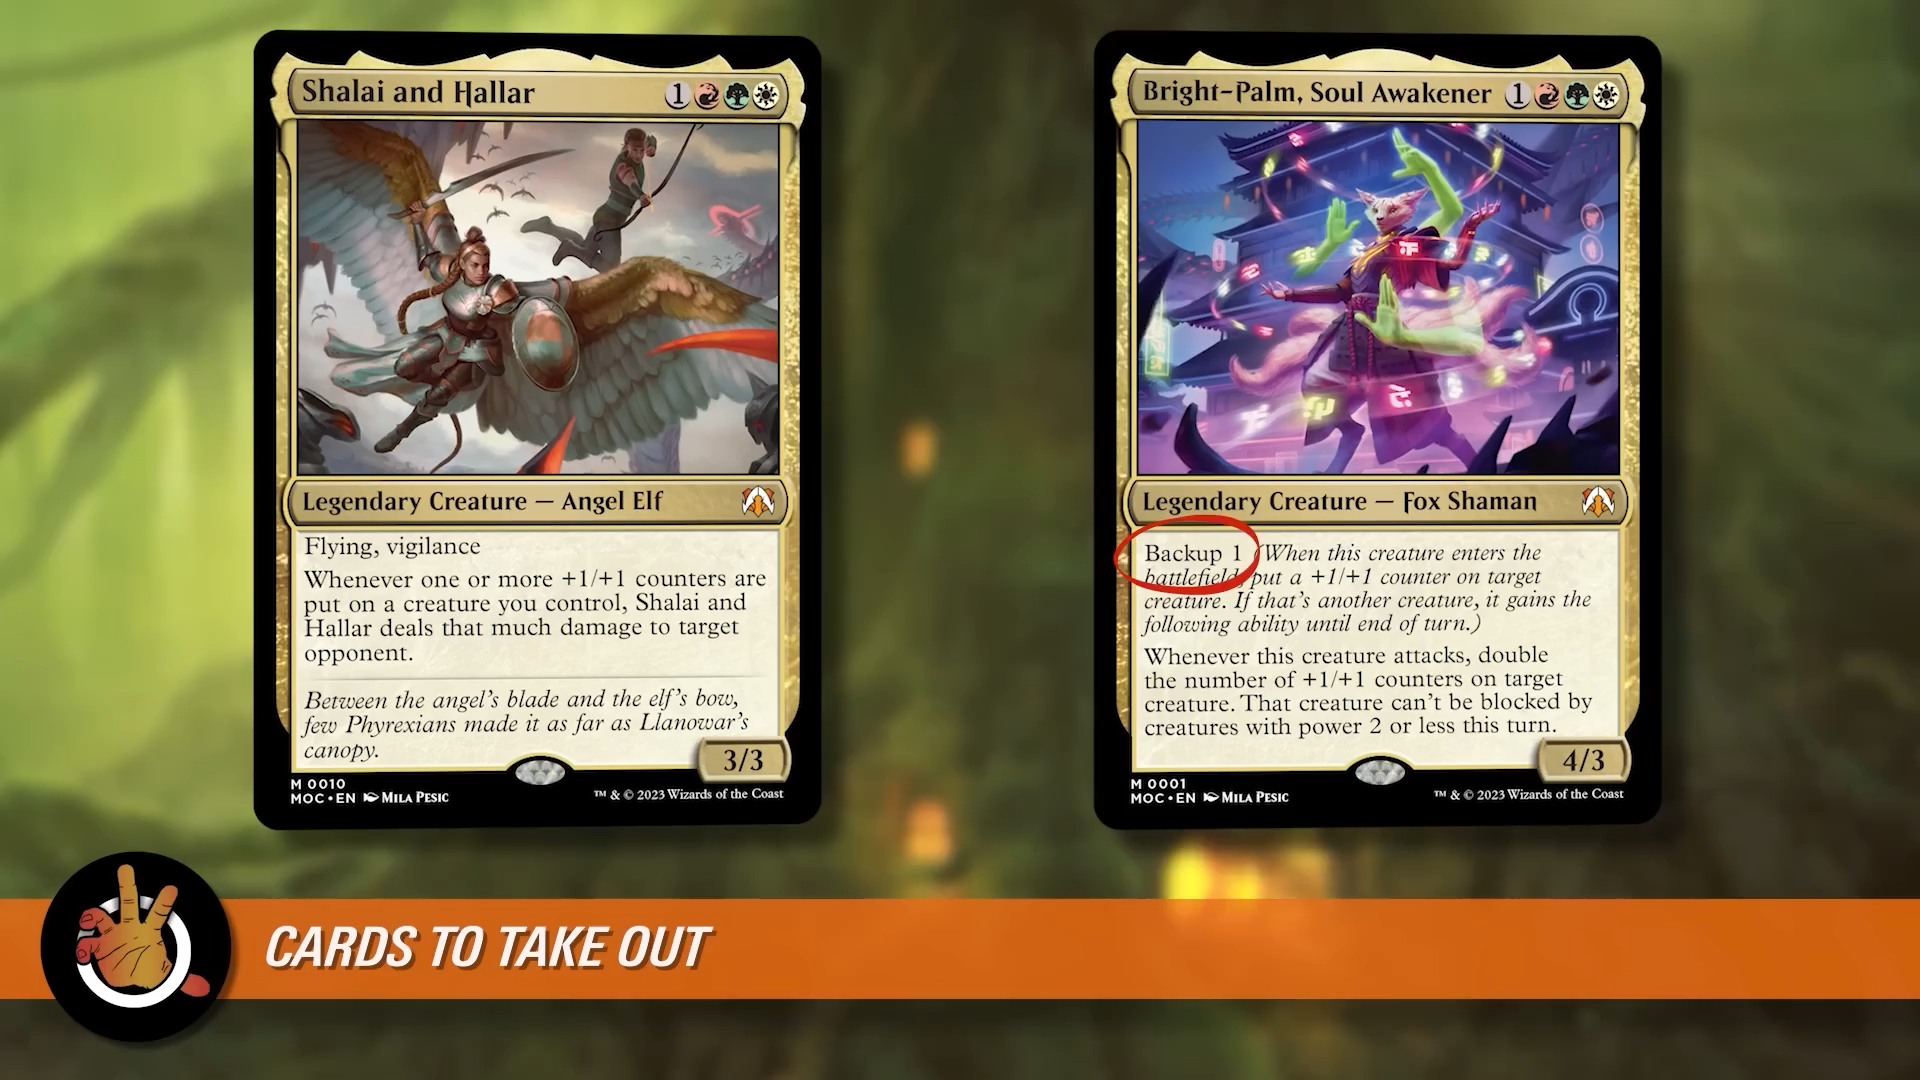 Shalai and Hallar 1
Flying, vigilance
Legendary Creature — Angel Elf
Whenever one or more +1/+1 counters are
put on a creature you control, Shalai and
Hallar deals that much damage to target
opponent.
Between the angel's blade and the elf's bow,
few Phyrexians made it as far as Llanowar's
canopy.
3/3
M 0010
MOC • EN MILA PESIC
™ & © 2023 Wizards of the Coast
Bright-Palm, Soul Awakener 1
Legendary Creature — Fox Shaman
Backup 1 (When this creature enters the
battlefield, put a +1/+1 counter on target
creature. If that's another creature, it gains the
following ability until end of turn.)
Whenever this creature attacks, double
the number of +1/+1 counters on target
creature. That creature can't be blocked by
creatures with power 2 or less this turn.
4/3
M 0001
MOC • EN MILA PESIC
™ & © 2023 Wizards of the Coast
CARDS TO TAKE OUT